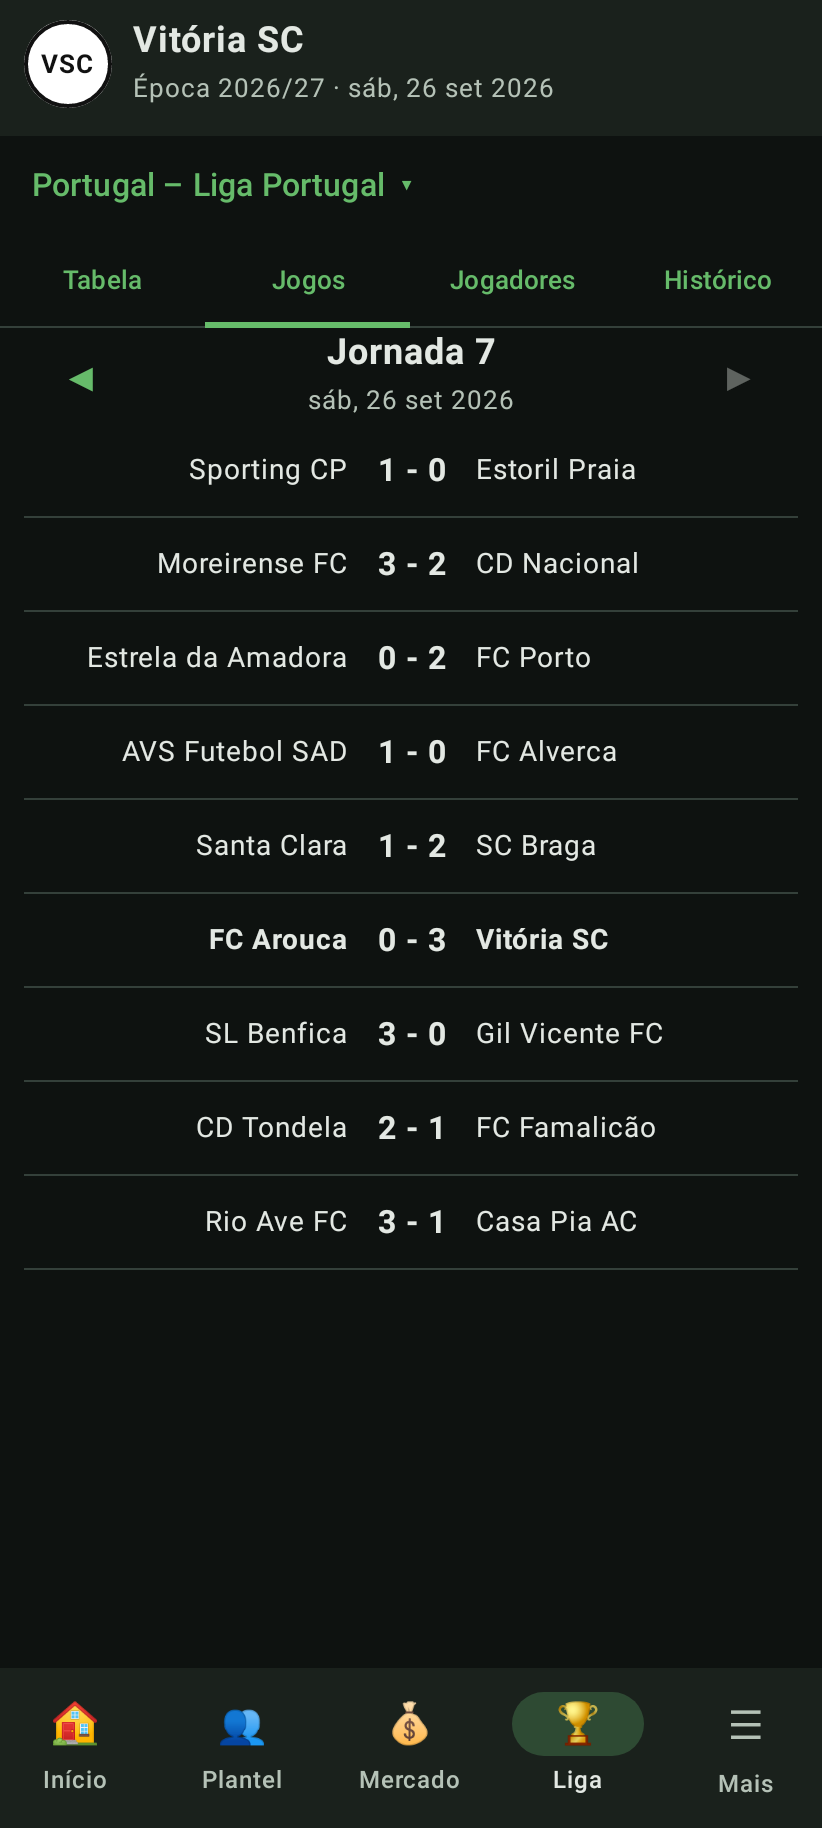 VSC
Vitória SC
Época 2026/27 · sáb, 26 set 2026
Portugal – Liga Portugal ▾
Tabela Jogos Jogadores Histórico
◀ Jornada 7 ▶
sáb, 26 set 2026
Sporting CP 1 - 0 Estoril Praia
Moreirense FC 3 - 2 CD Nacional
Estrela da Amadora 0 - 2 FC Porto
AVS Futebol SAD 1 - 0 FC Alverca
Santa Clara 1 - 2 SC Braga
FC Arouca 0 - 3 Vitória SC
SL Benfica 3 - 0 Gil Vicente FC
CD Tondela 2 - 1 FC Famalicão
Rio Ave FC 3 - 1 Casa Pia AC
Início Plantel Mercado Liga Mais